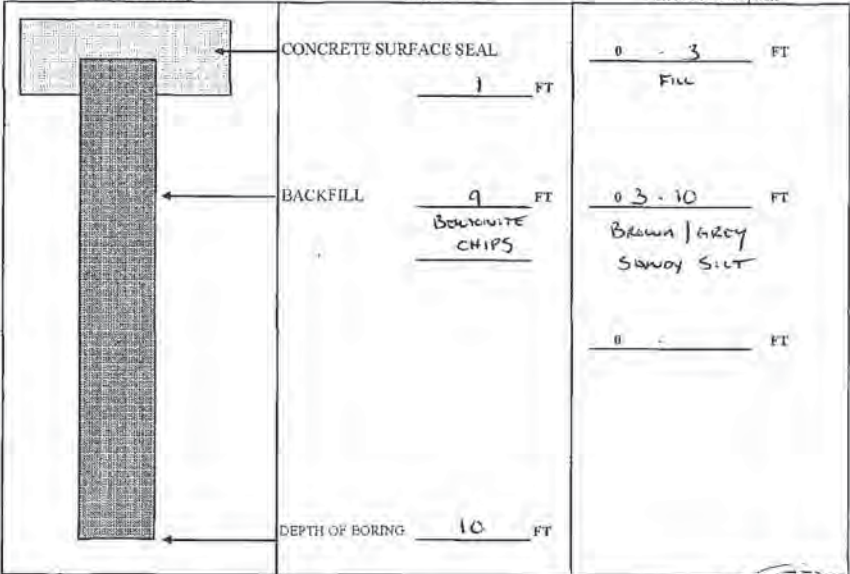 CONCRETE SURFACE SEAL
1 FT
BACKFILL 9 FT
BENTONITE
CHIPS
DEPTH OF BORING 10 FT
0 - 3 FT
FILL
0 3 - 10 FT
BROWN / GREY
SANDY SILT
0 - FT